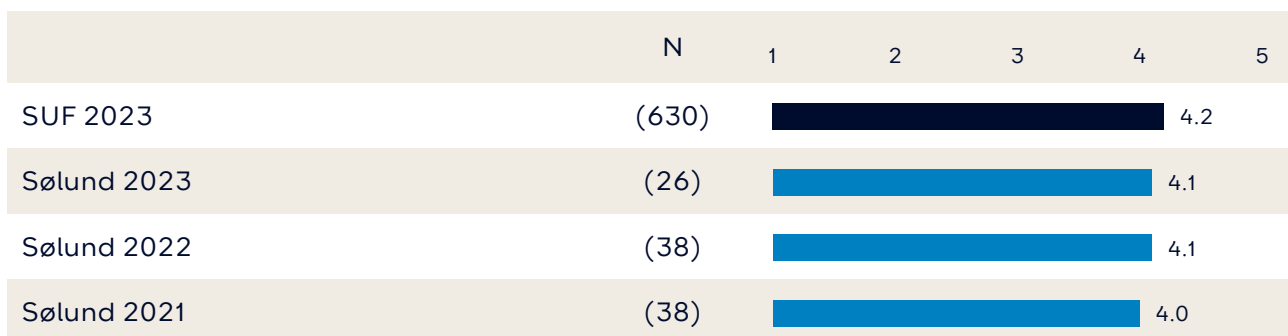 N 1 2 3 4 5
SUF 2023 (630) 4.2
Sølund 2023 (26) 4.1
Sølund 2022 (38) 4.1
Sølund 2021 (38) 4.0